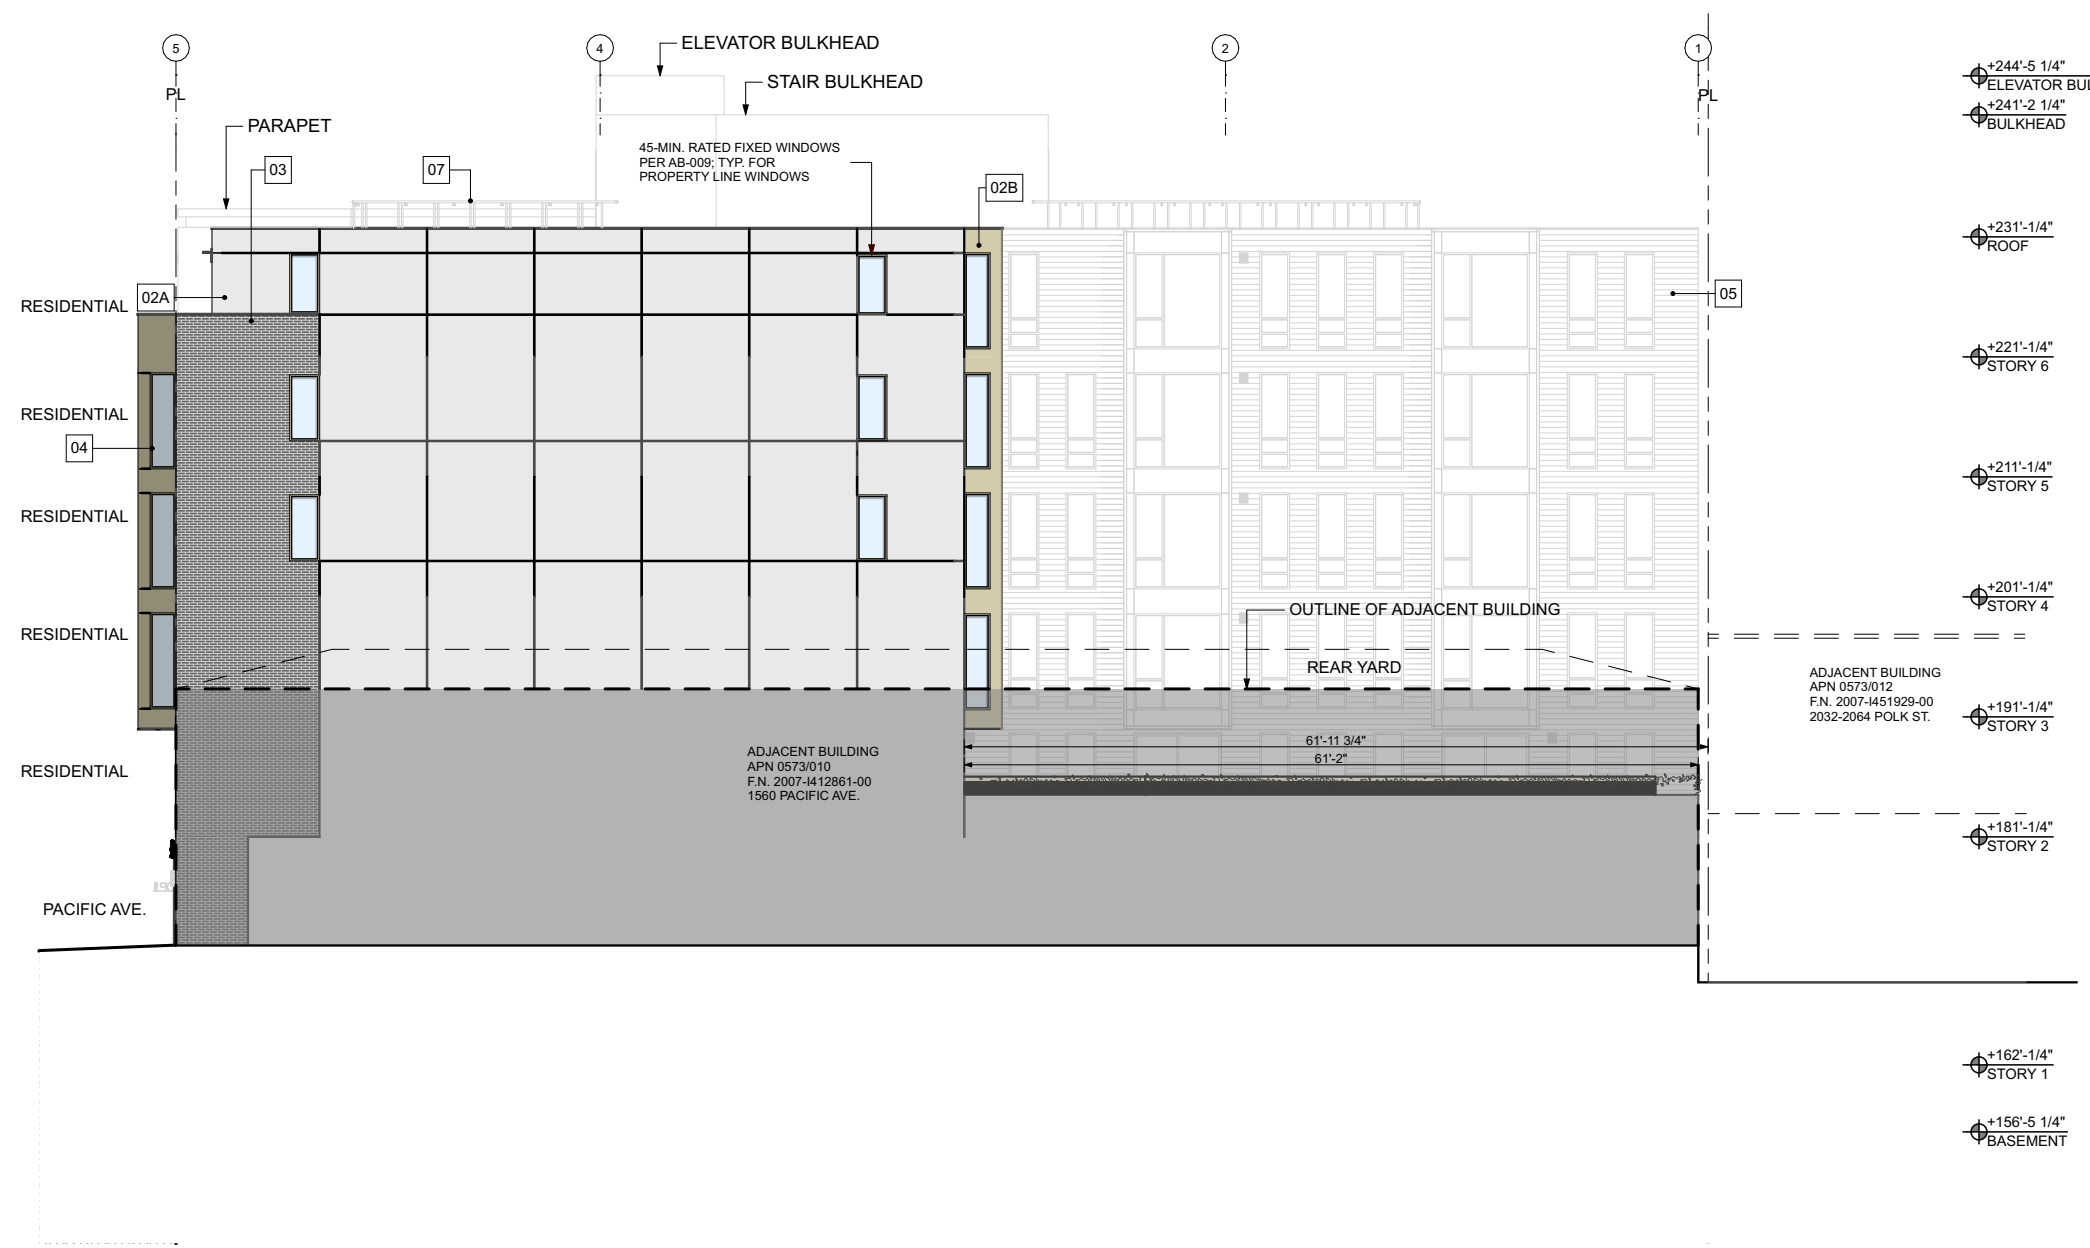 5
4
2
1
ELEVATOR BULKHEAD
STAIR BULKHEAD
PL
PL
PARAPET
03
07
45-MIN. RATED FIXED WINDOWS
PER AB-009; TYP. FOR
PROPERTY LINE WINDOWS
02B
02A
05
04
RESIDENTIAL
RESIDENTIAL
RESIDENTIAL
RESIDENTIAL
RESIDENTIAL
PACIFIC AVE.
OUTLINE OF ADJACENT BUILDING
REAR YARD
61'-11 3/4"
61'-2"
ADJACENT BUILDING
APN 0573/010
F.N. 2007-I412861-00
1560 PACIFIC AVE.
ADJACENT BUILDING
APN 0573/012
F.N. 2007-I451929-00
2032-2064 POLK ST.
+244'-5 1/4"
ELEVATOR BUL
+241'-2 1/4"
BULKHEAD
+231'-1/4"
ROOF
+221'-1/4"
STORY 6
+211'-1/4"
STORY 5
+201'-1/4"
STORY 4
+191'-1/4"
STORY 3
+181'-1/4"
STORY 2
+162'-1/4"
STORY 1
+156'-5 1/4"
BASEMENT